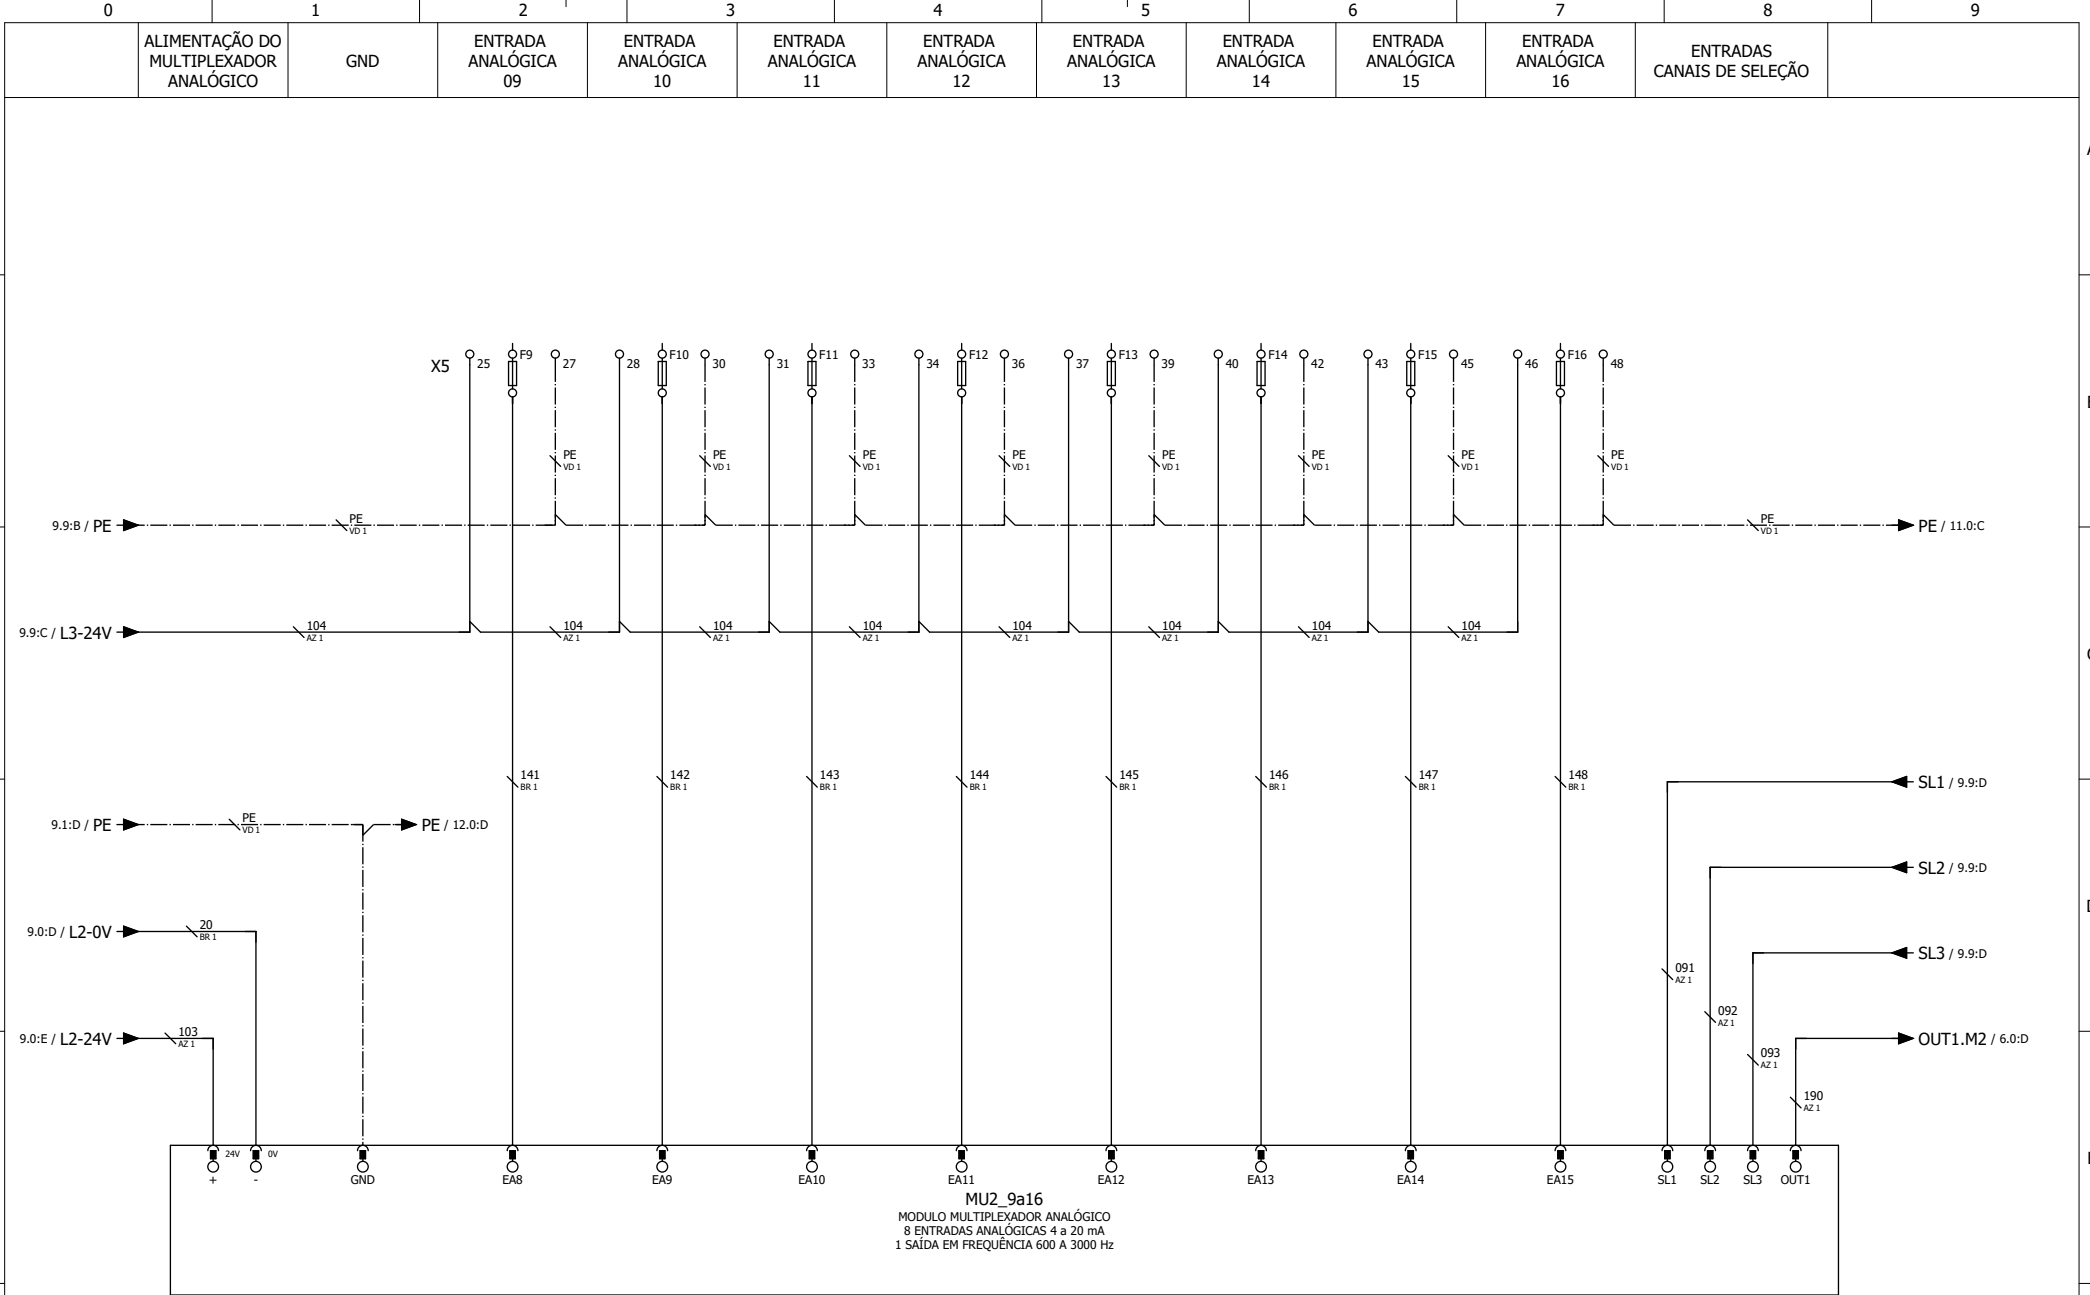 0 1 2 3 4 5 6 7 8 9
ALIMENTAÇÃO DO
MULTIPLEXADOR
ANALÓGICO
GND
ENTRADA
ANALÓGICA
09
ENTRADA
ANALÓGICA
10
ENTRADA
ANALÓGICA
11
ENTRADA
ANALÓGICA
12
ENTRADA
ANALÓGICA
13
ENTRADA
ANALÓGICA
14
ENTRADA
ANALÓGICA
15
ENTRADA
ANALÓGICA
16
ENTRADAS
CANAIS DE SELEÇÃO
X5 25 F9 27 28 F10 30 31 F11 33 34 F12 36 37 F13 39 40 F14 42 43 F15 45 46 F16 48
PE PE PE PE PE PE PE PE
VD 1 VD 1 VD 1 VD 1 VD 1 VD 1 VD 1 VD 1
9.9:B / PE
PE
VD 1
PE
VD 1
PE / 11.0:C
9.9:C / L3-24V
104 104 104 104 104 104 104 104
AZ 1 AZ 1 AZ 1 AZ 1 AZ 1 AZ 1 AZ 1 AZ 1
141 142 143 144 145 146 147 148
BR 1 BR 1 BR 1 BR 1 BR 1 BR 1 BR 1 BR 1
SL1 / 9.9:D
9.1:D / PE
PE
VD 1
PE / 12.0:D
SL2 / 9.9:D
9.0:D / L2-0V
20
BR 1
SL3 / 9.9:D
091
AZ 1
092
AZ 1
9.0:E / L2-24V
103
AZ 1
OUT1.M2 / 6.0:D
093
AZ 1
190
AZ 1
24V 0V
+ - GND EA8 EA9 EA10 EA11 EA12 EA13 EA14 EA15 SL1 SL2 SL3 OUT1
MU2_9a16
MODULO MULTIPLEXADOR ANALÓGICO
8 ENTRADAS ANALÓGICAS 4 a 20 mA
1 SAÍDA EM FREQUÊNCIA 600 A 3000 Hz